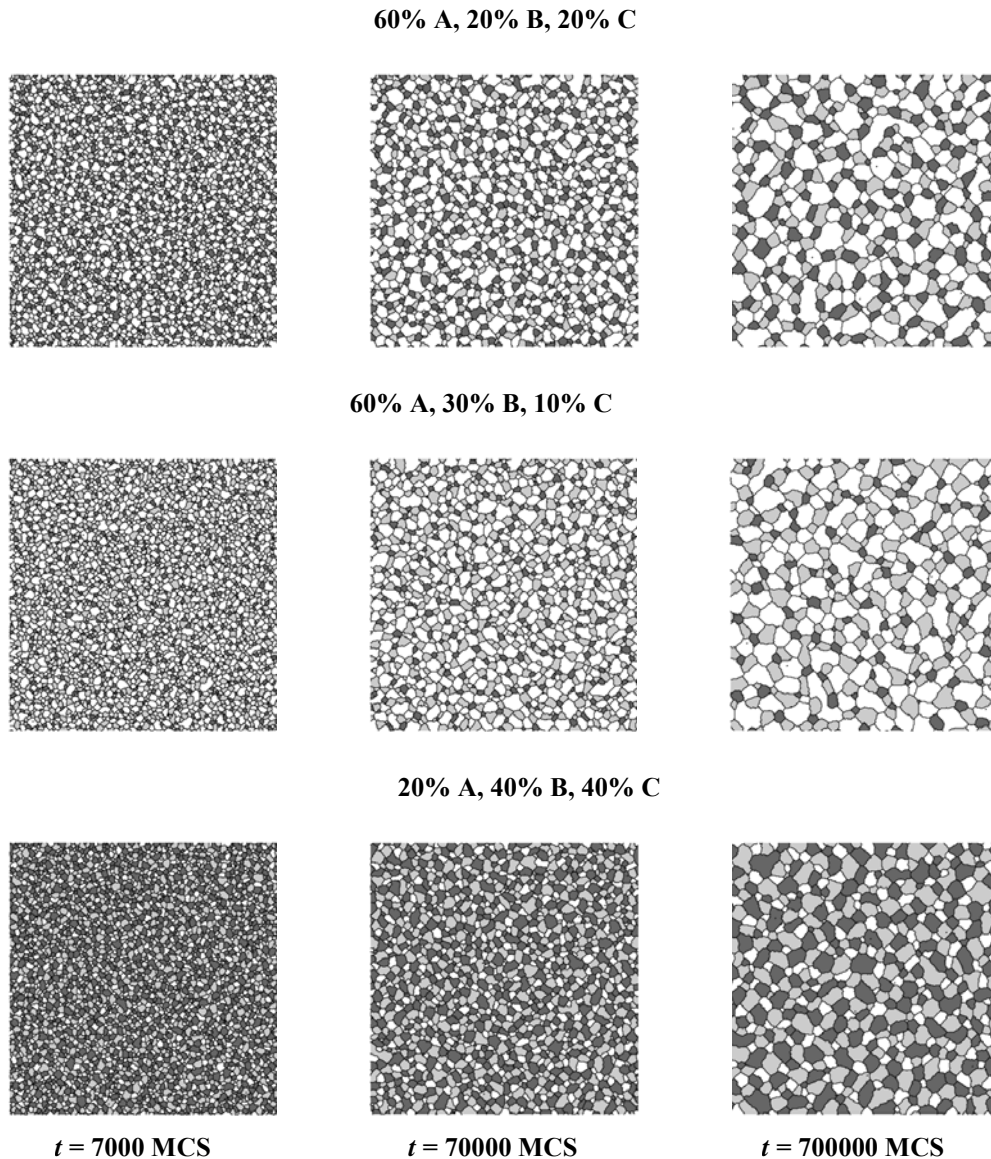 60% A, 20% B, 20% C
60% A, 30% B, 10% C
20% A, 40% B, 40% C
t = 7000 MCS
t = 70000 MCS
t = 700000 MCS